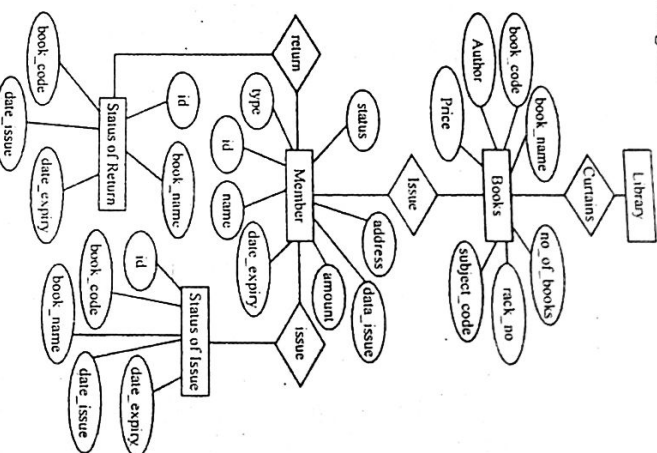 Library
Curtains
book_name
book_code
Author
Price
Books
no_of_books
rack_no
subject_code
Issue
status
type
id
name
Member
address
data_issue
amount
date_expiry
return
issue
Status of Return
id
book_name
book_code
date_issue
date_expiry
Status of Issue
id
book_code
book_name
date_issue
date_expiry